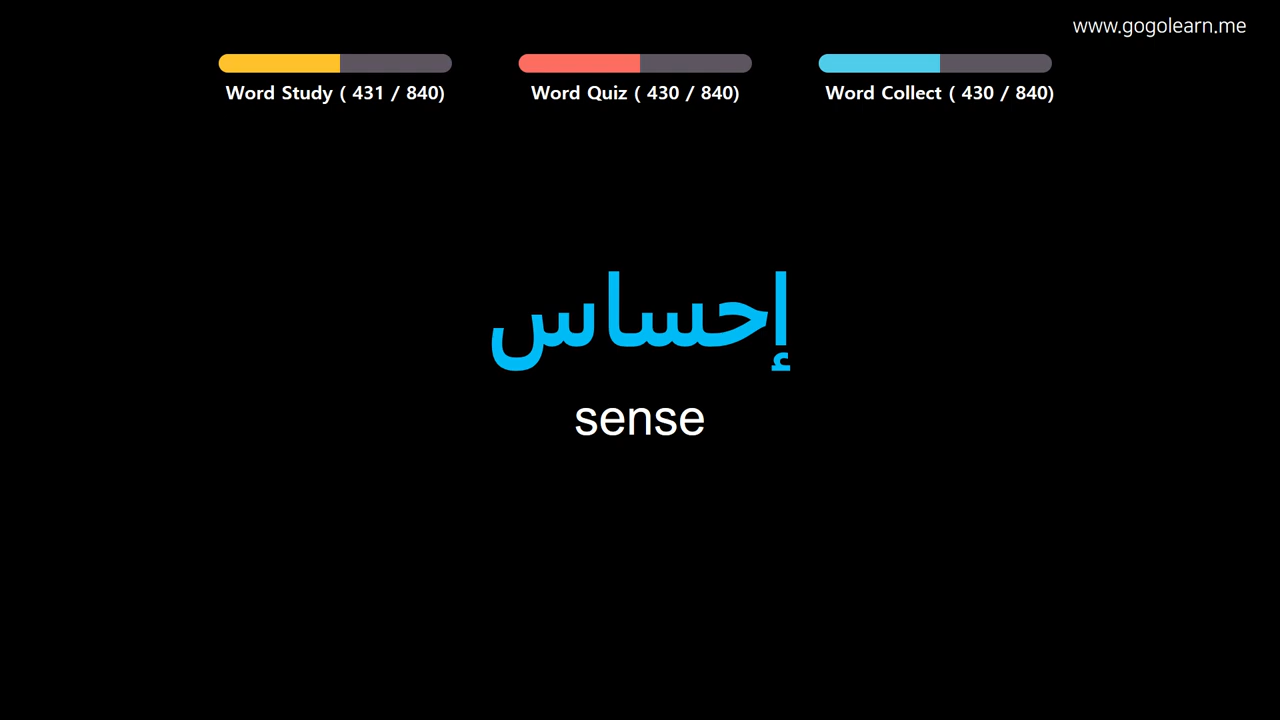 www.gogolearn.me
Word Study ( 431 / 840)
Word Quiz ( 430 / 840)
Word Collect ( 430 / 840)
إحساس
sense